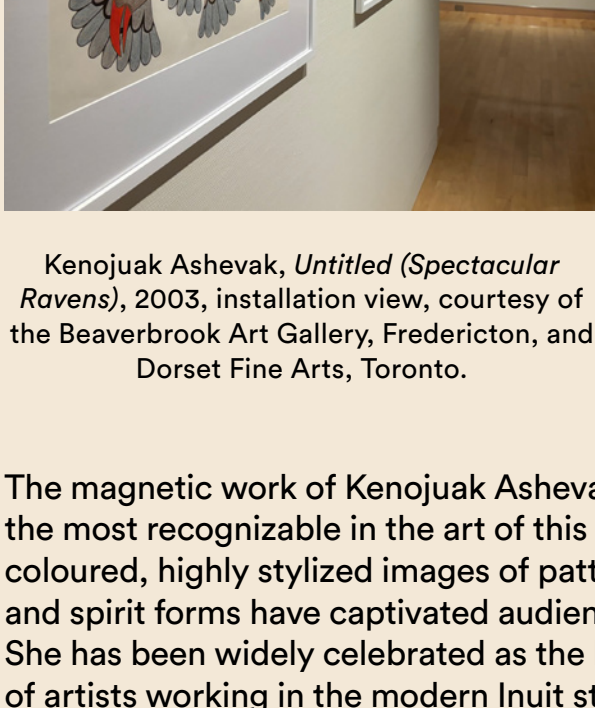 Kenojuak Ashevak, Untitled (Spectacular
Ravens), 2003, installation view, courtesy of
the Beaverbrook Art Gallery, Fredericton, and
Dorset Fine Arts, Toronto.
The magnetic work of Kenojuak
the most recognizable in the art of this
coloured, highly stylized images of
and spirit forms have captivated
She has been widely celebrated as the
of artists working in the modern Inuit